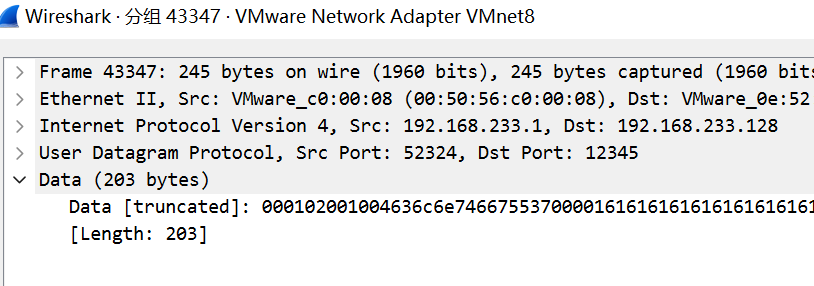 Wireshark · 分组 43347 · VMware Network Adapter VMnet8
Frame 43347: 245 bytes on wire (1960 bits), 245 bytes captured (1960 bits
Ethernet II, Src: VMware_c0:00:08 (00:50:56:c0:00:08), Dst: VMware_0e:52
Internet Protocol Version 4, Src: 192.168.233.1, Dst: 192.168.233.128
User Datagram Protocol, Src Port: 52324, Dst Port: 12345
Data (203 bytes)
Data [truncated]: 000102001004636c6e74667553700001616161616161616161
[Length: 203]